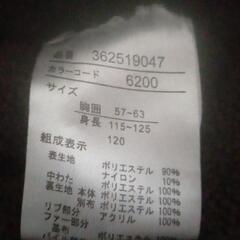 品番 362519047
カラーコード 6200
サイズ
胸囲 57~63
身長 115~125
120
組成表示
表生地 ポリエステル 90%
ナイロン 10%
中わた ポリエステル 100%
裏生地 本体 ポリエステル 100%
別布 ポリエステル 100%
リブ部分 アクリル 100%
ファー部分
基布 ポリエステル